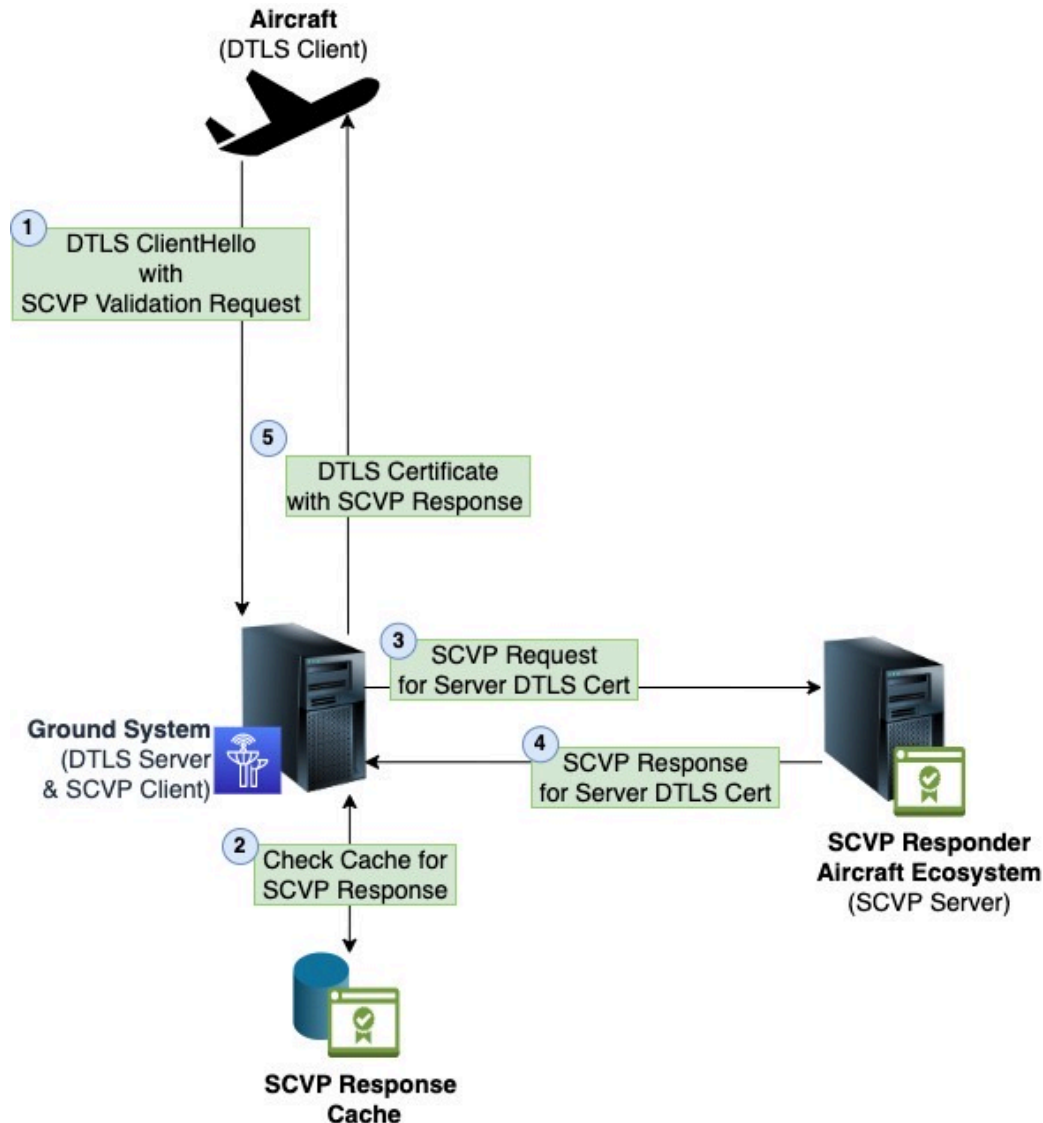 Aircraft
(DTLS Client)
1
DTLS ClientHello
with
SCVP Validation Request
5
DTLS Certificate
with SCVP Response
3
SCVP Request
for Server DTLS Cert
Ground System
(DTLS Server
& SCVP Client)
4
SCVP Response
for Server DTLS Cert
2
Check Cache for
SCVP Response
SCVP Responder
Aircraft Ecosystem
(SCVP Server)
SCVP Response
Cache